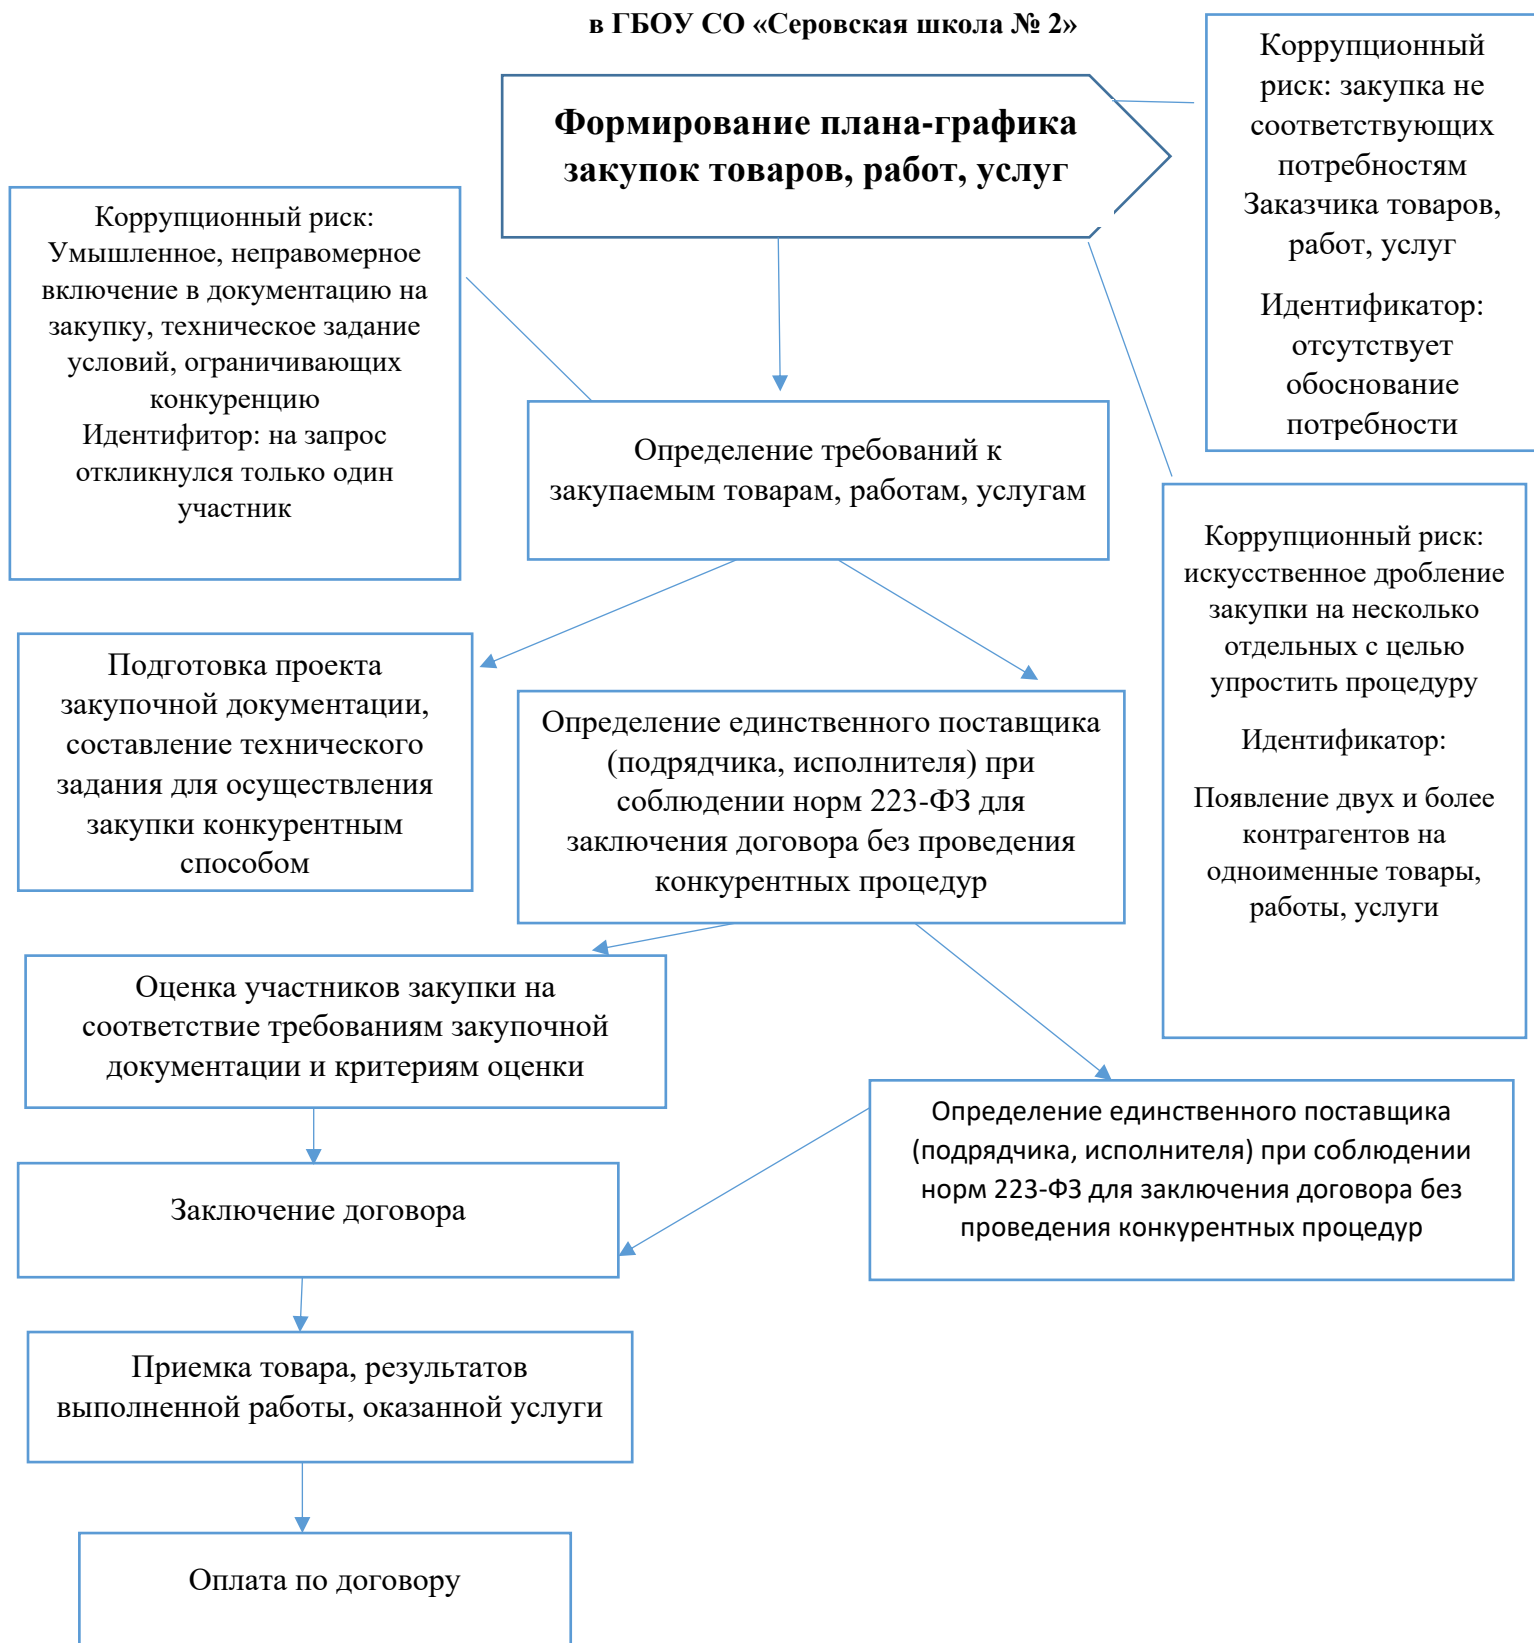 в ГБОУ СО «Серовская школа № 2»
Формирование плана-графика
закупок товаров, работ, услуг
Коррупционный
риск: закупка не
соответствующих
потребностям
Заказчика товаров,
работ, услуг
Идентификатор:
отсутствует
обоснование
потребности
Коррупционный риск:
Умышленное, неправомерное
включение в документацию на
закупку, техническое задание
условий, ограничивающих
конкуренцию
Идентифитор: на запрос
откликнулся только один
участник
Определение требований к
закупаемым товарам, работам, услугам
Коррупционный риск:
искусственное дробление
закупки на несколько
отдельных с целью
упростить процедуру
Идентификатор:
Появление двух и более
контрагентов на
одноименные товары,
работы, услуги
Подготовка проекта
закупочной документации,
составление технического
задания для осуществления
закупки конкурентным
способом
Определение единственного поставщика
(подрядчика, исполнителя) при
соблюдении норм 223-ФЗ для
заключения договора без проведения
конкурентных процедур
Оценка участников закупки на
соответствие требованиям закупочной
документации и критериям оценки
Определение единственного поставщика
(подрядчика, исполнителя) при соблюдении
норм 223-ФЗ для заключения договора без
проведения конкурентных процедур
Заключение договора
Приемка товара, результатов
выполненной работы, оказанной услуги
Оплата по договору